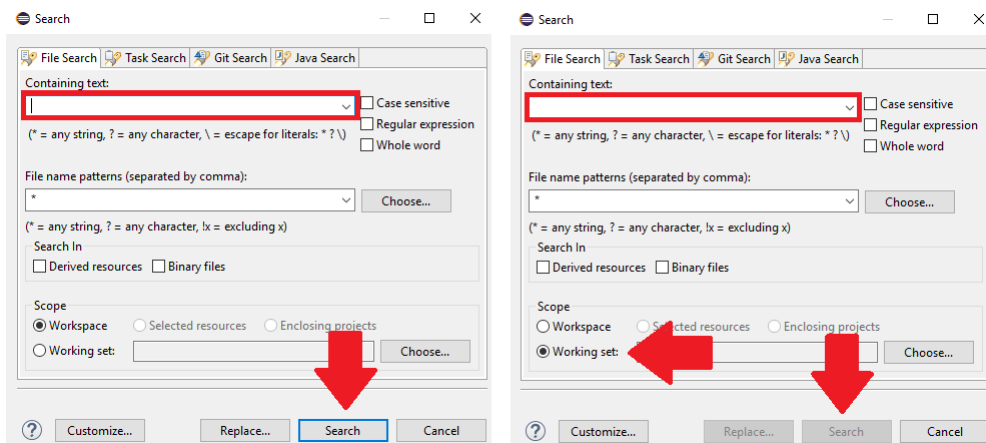 Search
File Search Task Search Git Search Java Search
Containing text:
Case sensitive
(* = any string, ? = any character, \ = escape for literals: * ? \)
Regular expression
Whole word
File name patterns (separated by comma):
*
Choose...
(* = any string, ? = any character, !x = excluding x)
Search In
Derived resources Binary files
Scope
Workspace Selected resources Enclosing projects
Working set: Choose...
? Customize... Replace... Search Cancel
Search
File Search Task Search Git Search Java Search
Containing text:
Case sensitive
(* = any string, ? = any character, \ = escape for literals: * ? \)
Regular expression
Whole word
File name patterns (separated by comma):
*
Choose...
(* = any string, ? = any character, !x = excluding x)
Search In
Derived resources Binary files
Scope
Workspace Selected resources Enclosing projects
Working set: Choose...
? Customize... Replace... Search Cancel